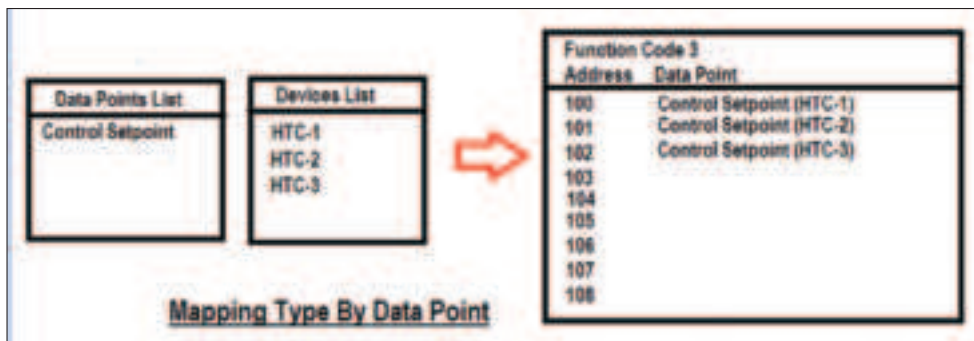 Data Points List
Control Setpoint
Devices List
HTC-1
HTC-2
HTC-3
Function Code 3
Address Data Point
100 Control Setpoint (HTC-1)
101 Control Setpoint (HTC-2)
102 Control Setpoint (HTC-3)
103
104
105
106
107
108
Mapping Type By Data Point